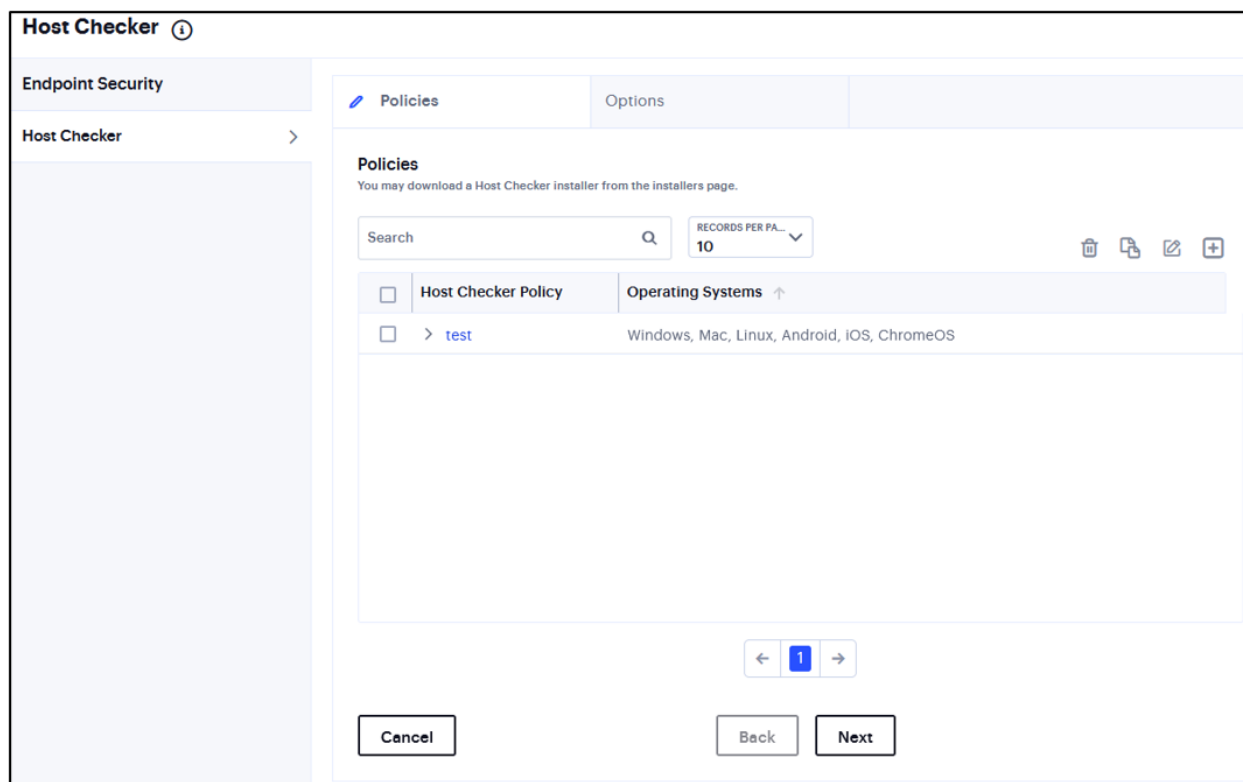 Host Checker
Endpoint Security
Host Checker
Policies
Options
Policies
You may download a Host Checker installer from the installers page.
Search
RECORDS PER PA...
10
Host Checker Policy
Operating Systems
test
Windows, Mac, Linux, Android, iOS, ChromeOS
1
Cancel
Back
Next